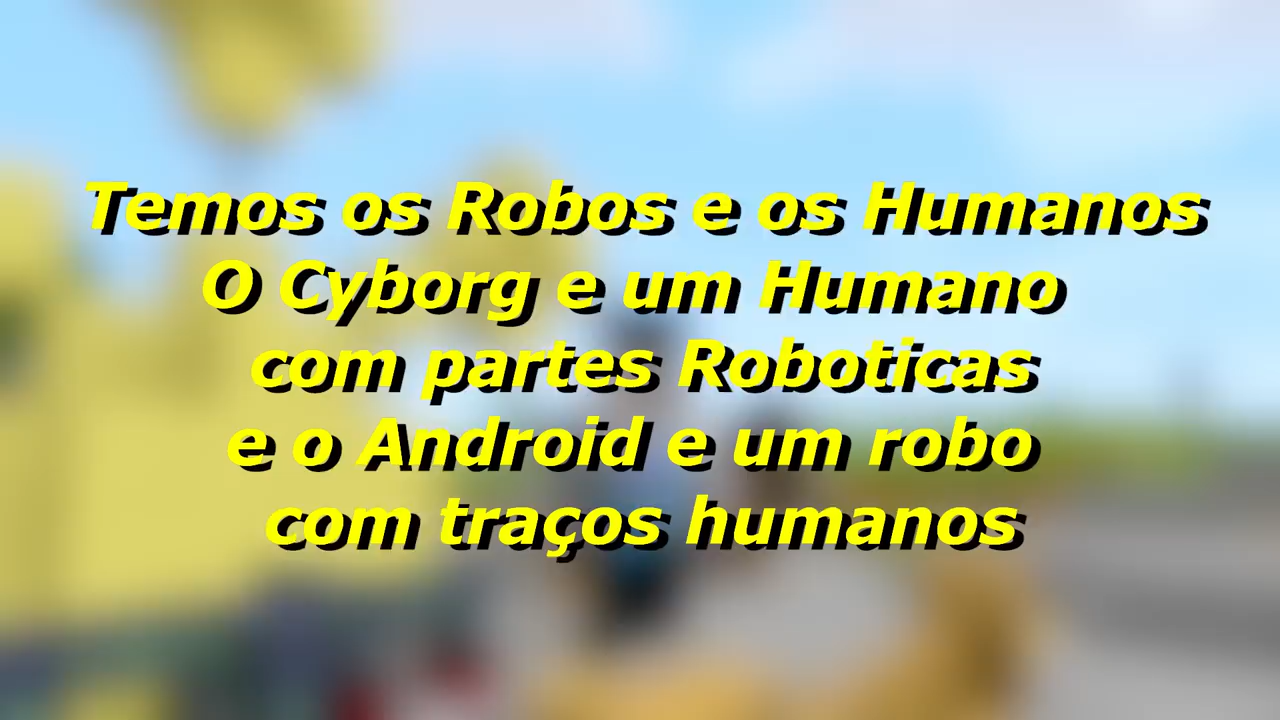 Temos os Robos e os Humanos
O Cyborg e um Humano
com partes Roboticas
e o Android e um robo
com traços humanos